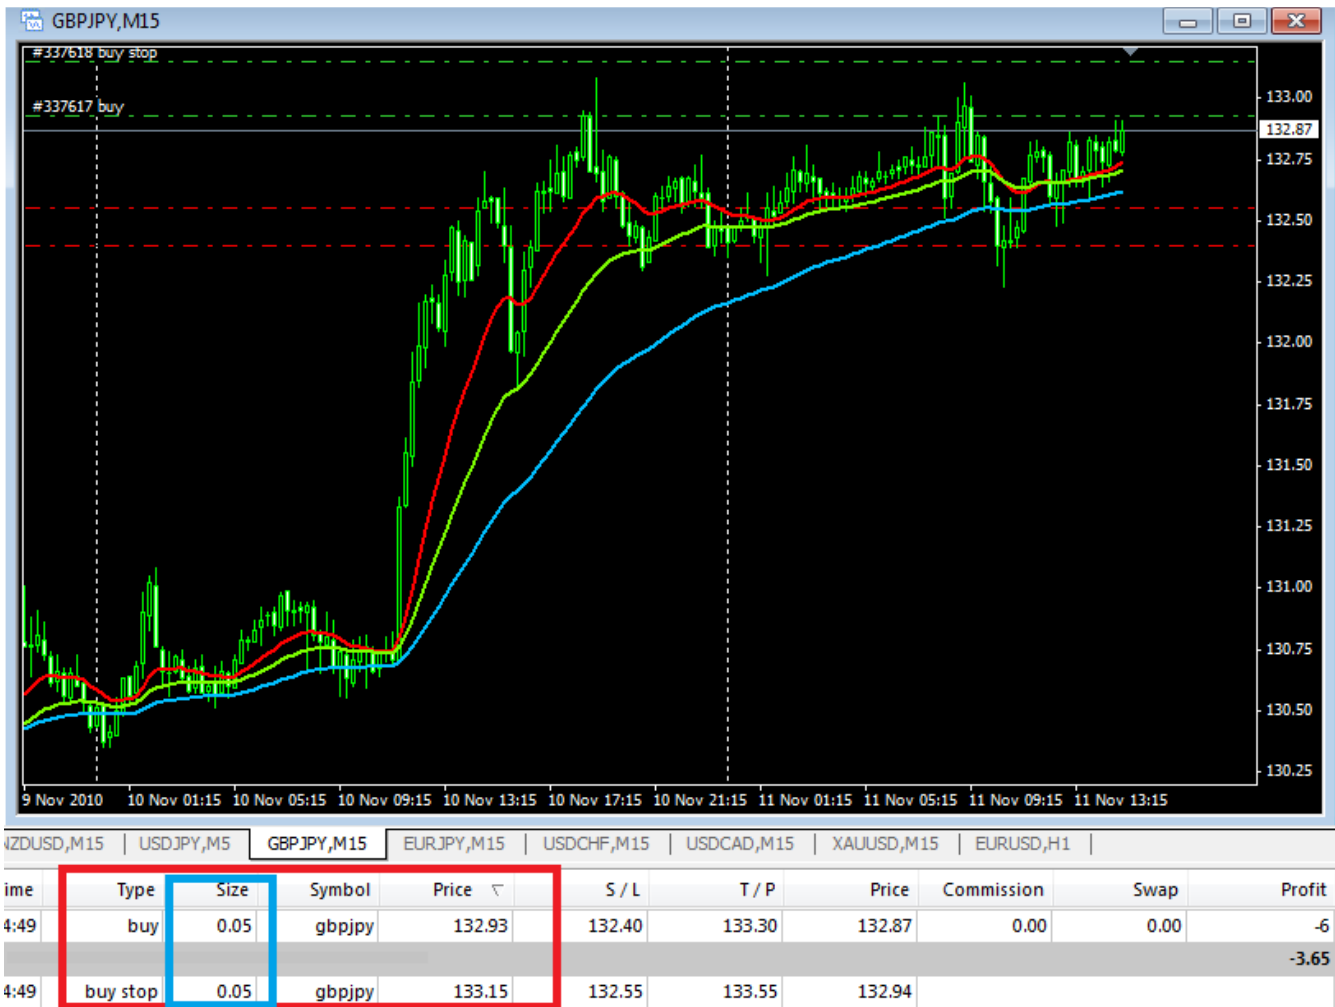 GBPJPY,M15
#337618 buy stop
#337617 buy
133.00
132.87
132.75
132.50
132.25
132.00
131.75
131.50
131.25
131.00
130.75
130.50
130.25
9 Nov 2010 10 Nov 01:15 10 Nov 05:15 10 Nov 09:15 10 Nov 13:15 10 Nov 17:15 10 Nov 21:15 11 Nov 01:15 11 Nov 05:15 11 Nov 09:15 11 Nov 13:15
NZDUSD,M15 | USDJPY,M5 GBPJPY,M15 EURJPY,M15 | USDCHF,M15 | USDCAD,M15 | XAUUSD,M15 | EURUSD,H1 |
ime Type Size Symbol Price S / L T / P Price Commission Swap Profit
4:49 buy 0.05 gbpjpy 132.93 132.40 133.30 132.87 0.00 0.00 -6
-3.65
4:49 buy stop 0.05 gbpjpy 133.15 132.55 133.55 132.94